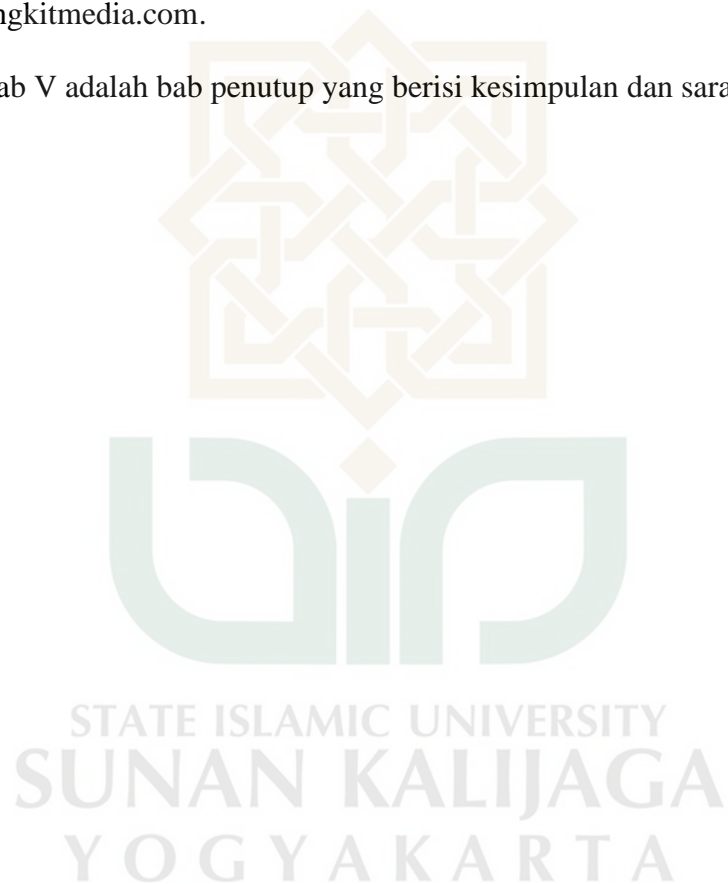 ngkitmedia.com.
ab V adalah bab penutup yang berisi kesimpulan dan sara
STATE ISLAMIC UNIVERSITY
SUNAN KALIJAGA
YOGYAKARTA